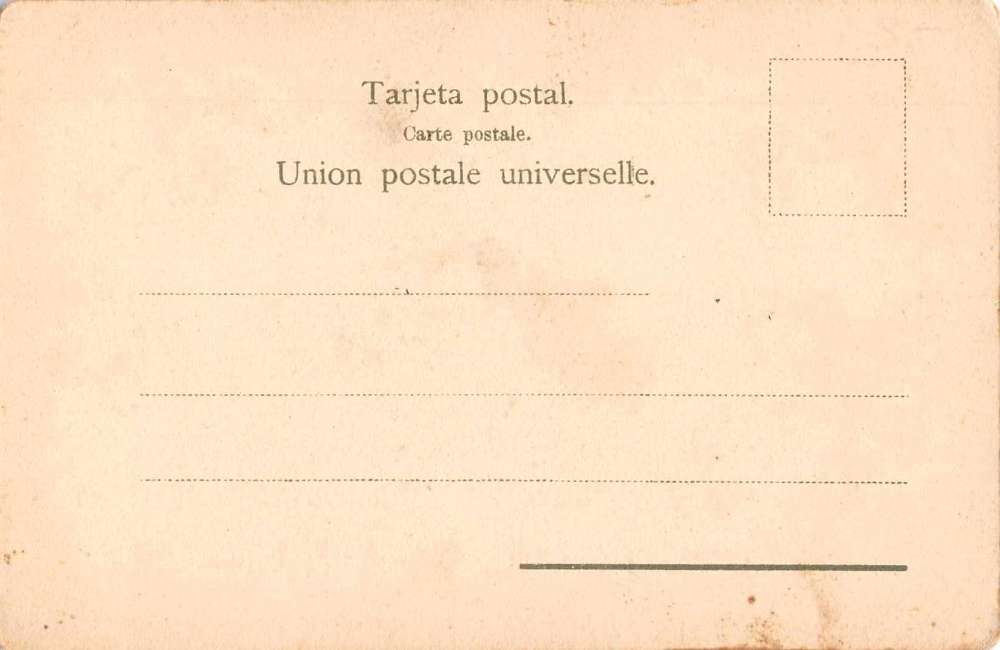 Tarjeta postal.
Carte postale.
Union postale universelle.